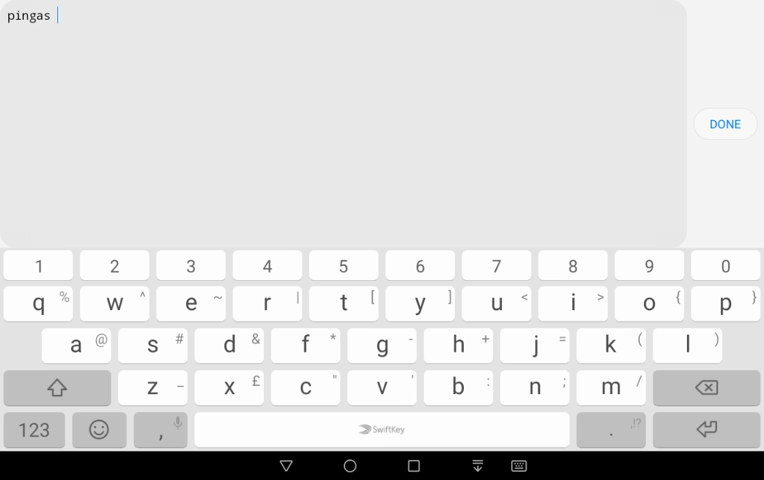 pingas
DONE
1 2 3 4 5 6 7 8 9 0
q % w ^ e ~ r | t [ y ] u < i > o { p }
a @ s # d & f * g - h + j = k ( l )
z _ x £ c " v ' b : n ; m /
123 , SwiftKey . ,!?